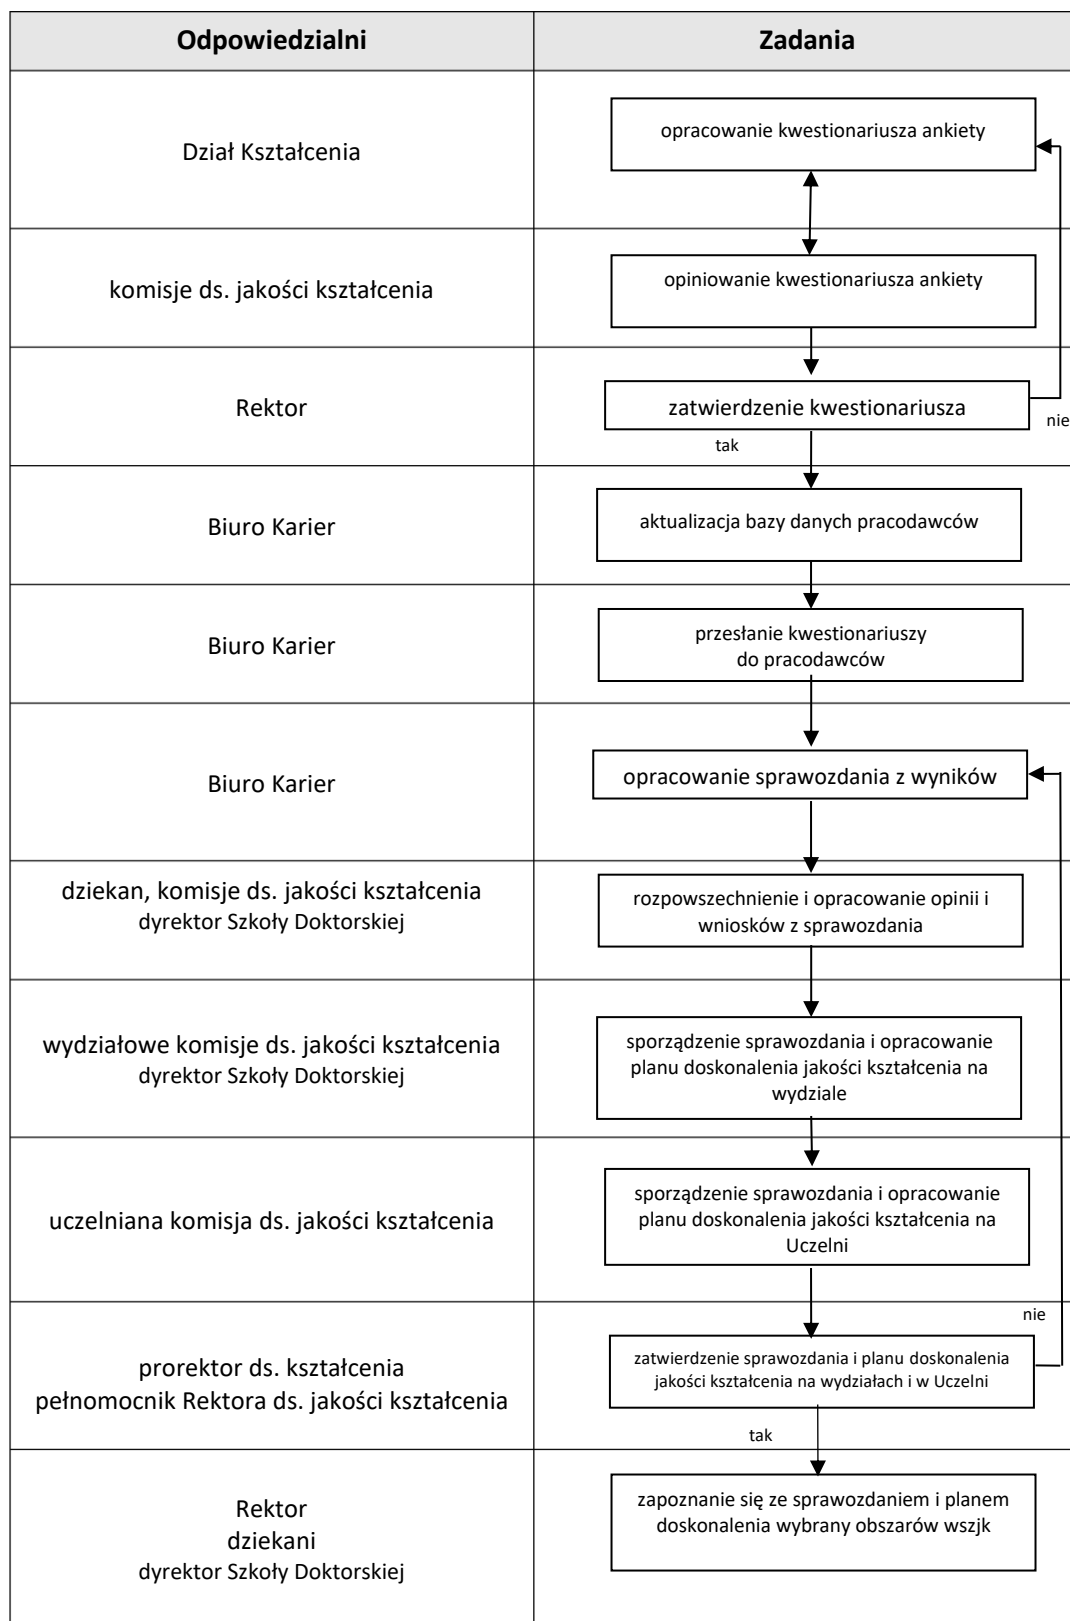 Odpowiedzialni
Zadania
Dział Kształcenia
opracowanie kwestionariusza ankiety
komisje ds. jakości kształcenia
opiniowanie kwestionariusza ankiety
Rektor
zatwierdzenie kwestionariusza
nie
tak
Biuro Karier
aktualizacja bazy danych pracodawców
Biuro Karier
przesłanie kwestionariuszy
do pracodawców
Biuro Karier
opracowanie sprawozdania z wyników
dziekan, komisje ds. jakości kształcenia
dyrektor Szkoły Doktorskiej
rozpowszechnienie i opracowanie opinii i
wniosków z sprawozdania
wydziałowe komisje ds. jakości kształcenia
dyrektor Szkoły Doktorskiej
sporządzenie sprawozdania i opracowanie
planu doskonalenia jakości kształcenia na
wydziale
uczelniana komisja ds. jakości kształcenia
sporządzenie sprawozdania i opracowanie
planu doskonalenia jakości kształcenia na
Uczelni
nie
prorektor ds. kształcenia
pełnomocnik Rektora ds. jakości kształcenia
zatwierdzenie sprawozdania i planu doskonalenia
jakości kształcenia na wydziałach i w Uczelni
tak
Rektor
dziekani
dyrektor Szkoły Doktorskiej
zapoznanie się ze sprawozdaniem i planem
doskonalenia wybrany obszarów wszjk